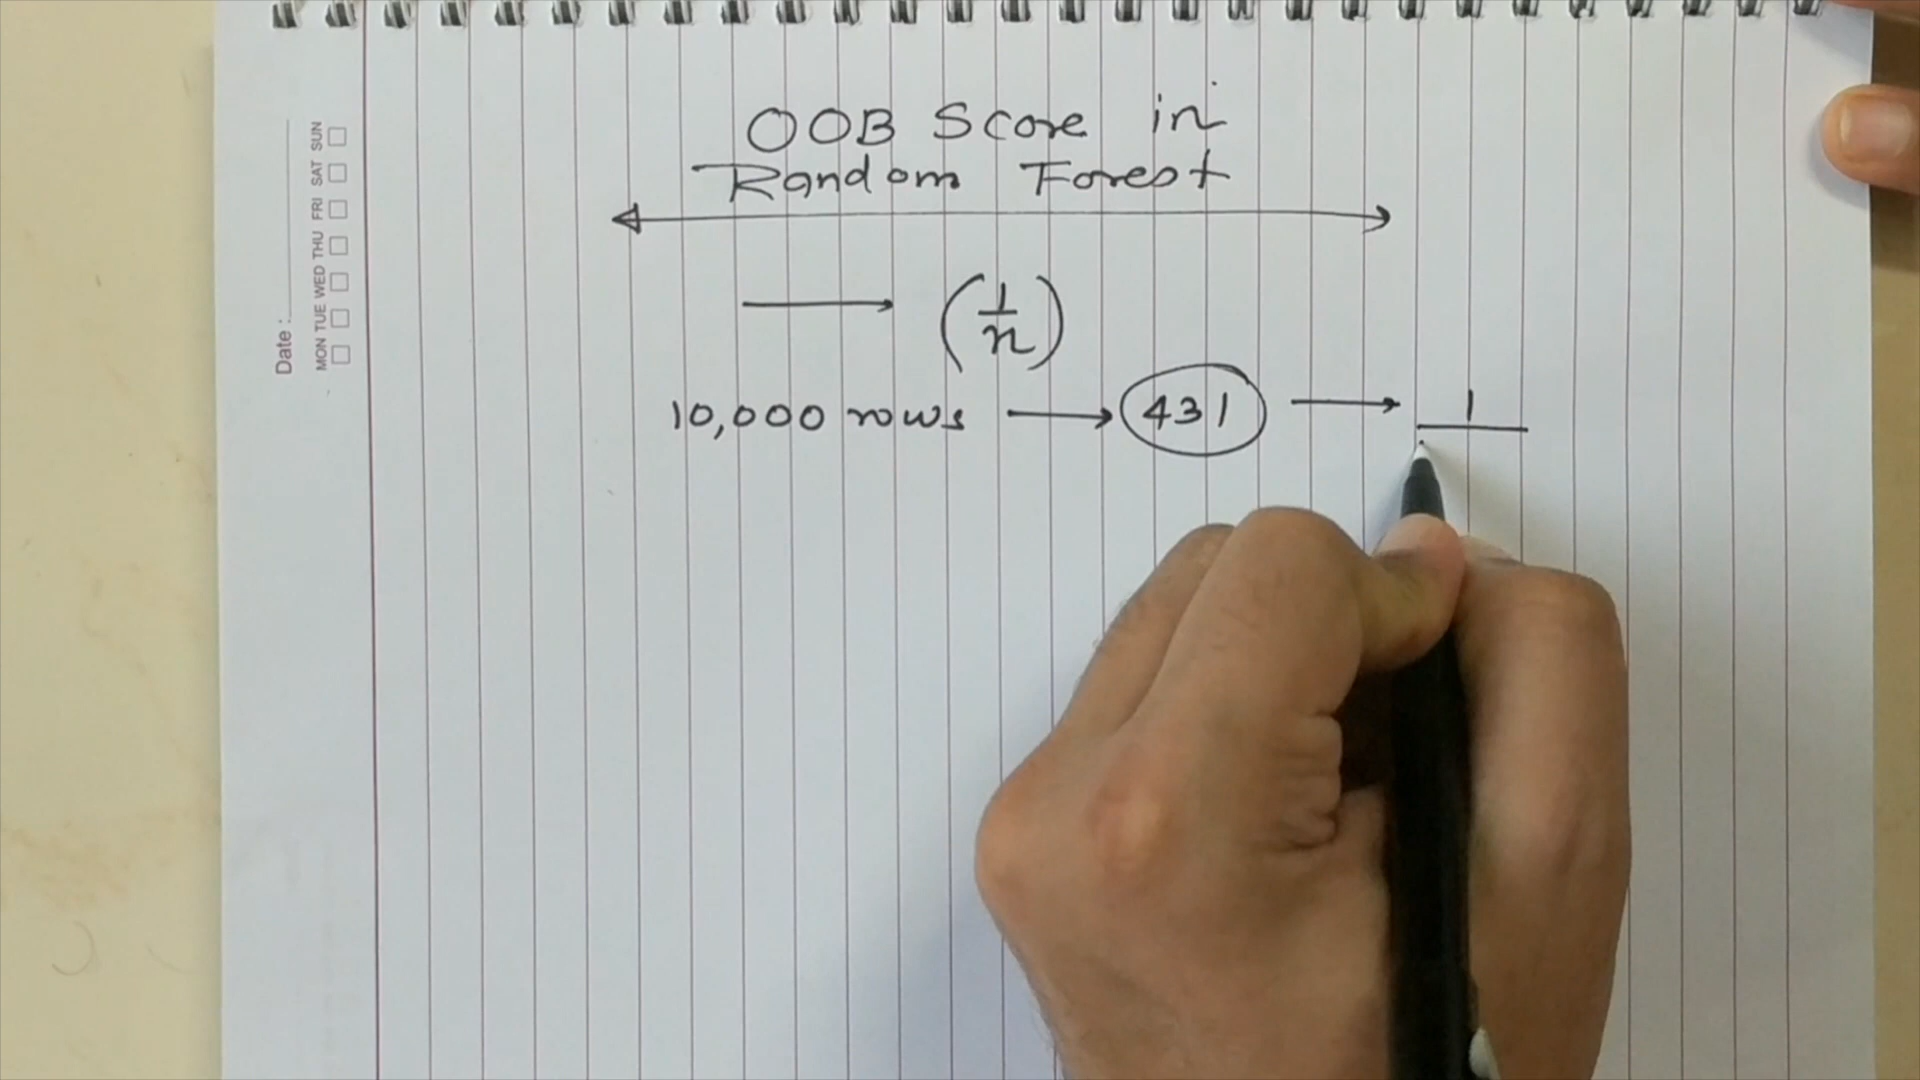 OOB Score in
Random Forest
(1/n)
10,000 rows → 431 → 1
Date :
MON TUE WED THU FRI SAT SUN